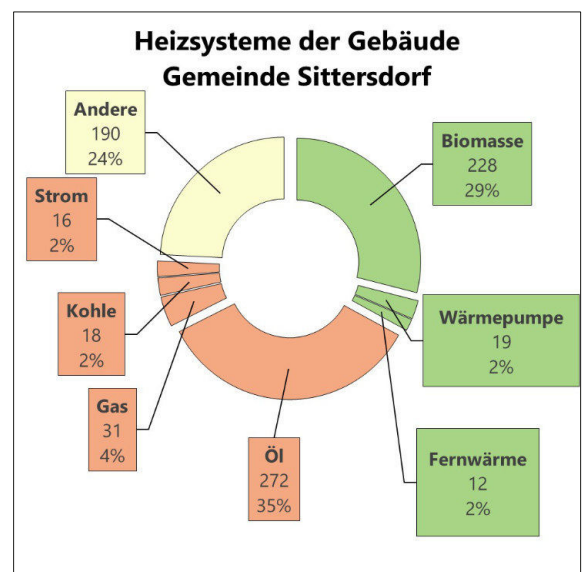 Heizsysteme der Gebäude
Gemeinde Sittersdorf
Andere
190
24%
Biomasse
228
29%
Strom
16
2%
Kohle
18
2%
Wärmepumpe
19
2%
Gas
31
4%
Öl
272
35%
Fernwärme
12
2%